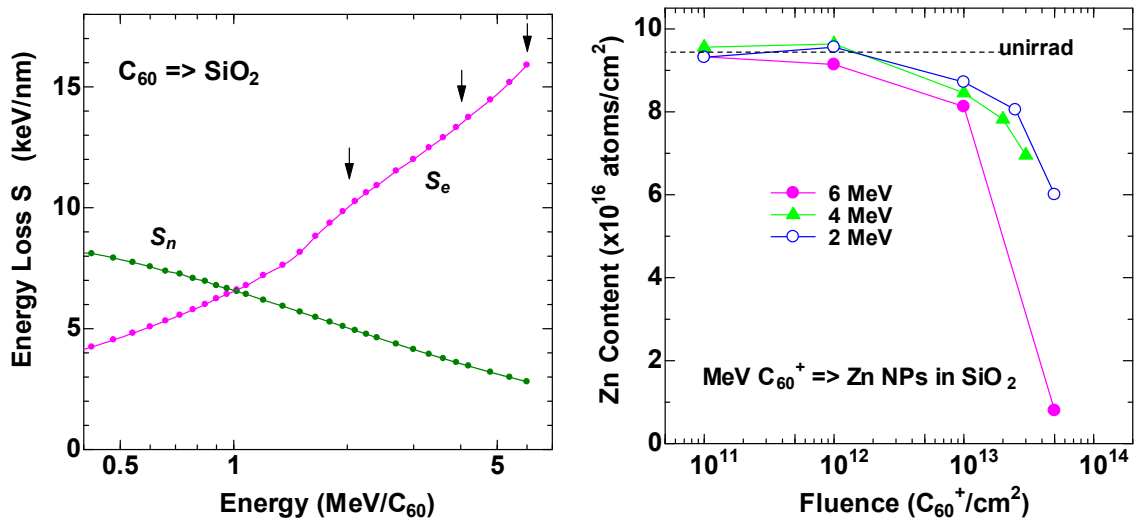 C60 => SiO2
Se
Sn
Energy Loss S (keV/nm)
0
5
10
15
0.5
1
5
Energy (MeV/C60)
unirrad
6 MeV
4 MeV
2 MeV
MeV C60+ => Zn NPs in SiO2
Zn Content (x10^16 atoms/cm^2)
0
2
4
6
8
10
10^11
10^12
10^13
10^14
Fluence (C60+/cm^2)